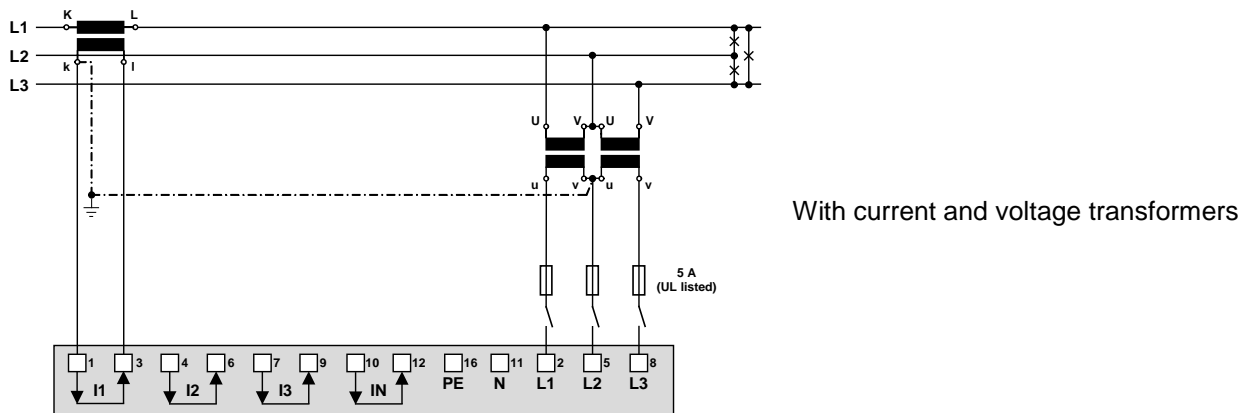 K L
L1
L2
k l
L3
U V U V
u v u v
With current and voltage transformers
5 A
(UL listed)
1 3 4 6 7 9 10 12 16 11 2 5 8
I1 I2 I3 IN PE N L1 L2 L3